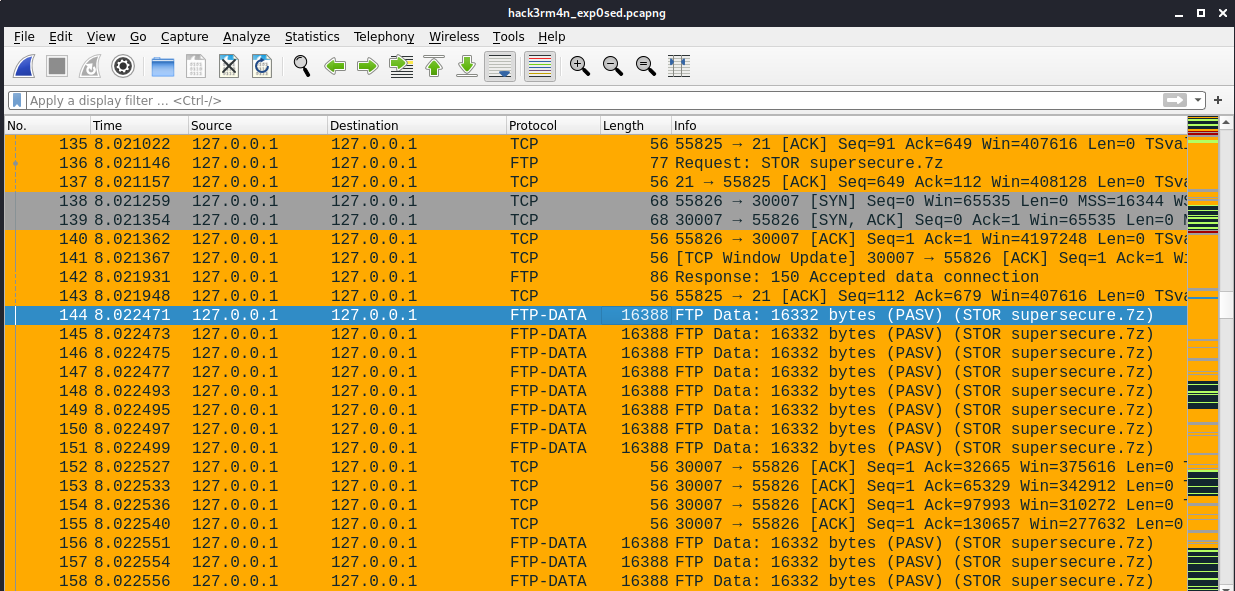 hack3rm4n_exp0sed.pcapng
File Edit View Go Capture Analyze Statistics Telephony Wireless Tools Help
Apply a display filter ... <Ctrl-/>
No. Time Source Destination Protocol Length Info
135 8.021022 127.0.0.1 127.0.0.1 TCP 56 55825 → 21 [ACK] Seq=91 Ack=649 Win=407616 Len=0 TSval
136 8.021146 127.0.0.1 127.0.0.1 FTP 77 Request: STOR supersecure.7z
137 8.021157 127.0.0.1 127.0.0.1 TCP 56 21 → 55825 [ACK] Seq=649 Ack=112 Win=408128 Len=0 TSva
138 8.021259 127.0.0.1 127.0.0.1 TCP 68 55826 → 30007 [SYN] Seq=0 Win=65535 Len=0 MSS=16344 WS
139 8.021354 127.0.0.1 127.0.0.1 TCP 68 30007 → 55826 [SYN, ACK] Seq=0 Ack=1 Win=65535 Len=0
140 8.021362 127.0.0.1 127.0.0.1 TCP 56 55826 → 30007 [ACK] Seq=1 Ack=1 Win=4197248 Len=0 TSva
141 8.021367 127.0.0.1 127.0.0.1 TCP 56 [TCP Window Update] 30007 → 55826 [ACK] Seq=1 Ack=1 Wi
142 8.021931 127.0.0.1 127.0.0.1 FTP 86 Response: 150 Accepted data connection
143 8.021948 127.0.0.1 127.0.0.1 TCP 56 55825 → 21 [ACK] Seq=112 Ack=679 Win=407616 Len=0 TSva
144 8.022471 127.0.0.1 127.0.0.1 FTP-DATA 16388 FTP Data: 16332 bytes (PASV) (STOR supersecure.7z)
145 8.022473 127.0.0.1 127.0.0.1 FTP-DATA 16388 FTP Data: 16332 bytes (PASV) (STOR supersecure.7z)
146 8.022475 127.0.0.1 127.0.0.1 FTP-DATA 16388 FTP Data: 16332 bytes (PASV) (STOR supersecure.7z)
147 8.022477 127.0.0.1 127.0.0.1 FTP-DATA 16388 FTP Data: 16332 bytes (PASV) (STOR supersecure.7z)
148 8.022493 127.0.0.1 127.0.0.1 FTP-DATA 16388 FTP Data: 16332 bytes (PASV) (STOR supersecure.7z)
149 8.022495 127.0.0.1 127.0.0.1 FTP-DATA 16388 FTP Data: 16332 bytes (PASV) (STOR supersecure.7z)
150 8.022497 127.0.0.1 127.0.0.1 FTP-DATA 16388 FTP Data: 16332 bytes (PASV) (STOR supersecure.7z)
151 8.022499 127.0.0.1 127.0.0.1 FTP-DATA 16388 FTP Data: 16332 bytes (PASV) (STOR supersecure.7z)
152 8.022527 127.0.0.1 127.0.0.1 TCP 56 30007 → 55826 [ACK] Seq=1 Ack=32665 Win=375616 Len=0
153 8.022533 127.0.0.1 127.0.0.1 TCP 56 30007 → 55826 [ACK] Seq=1 Ack=65329 Win=342912 Len=0
154 8.022536 127.0.0.1 127.0.0.1 TCP 56 30007 → 55826 [ACK] Seq=1 Ack=97993 Win=310272 Len=0
155 8.022540 127.0.0.1 127.0.0.1 TCP 56 30007 → 55826 [ACK] Seq=1 Ack=130657 Win=277632 Len=0
156 8.022551 127.0.0.1 127.0.0.1 FTP-DATA 16388 FTP Data: 16332 bytes (PASV) (STOR supersecure.7z)
157 8.022554 127.0.0.1 127.0.0.1 FTP-DATA 16388 FTP Data: 16332 bytes (PASV) (STOR supersecure.7z)
158 8.022556 127.0.0.1 127.0.0.1 FTP-DATA 16388 FTP Data: 16332 bytes (PASV) (STOR supersecure.7z)